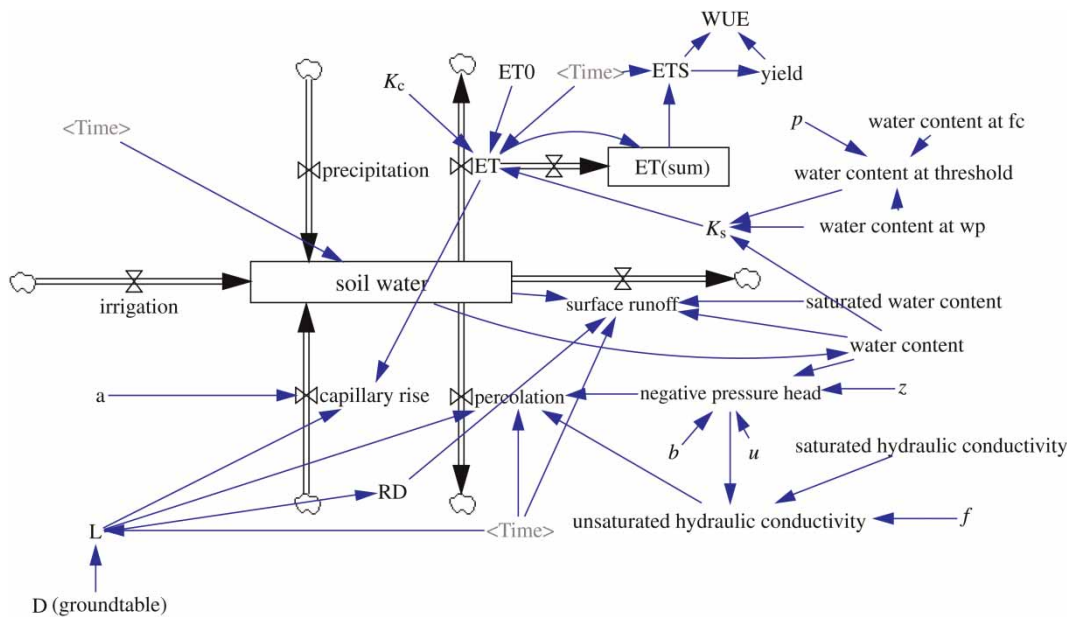 WUE
ET0
<Time>
ETS
yield
Kc
<Time>
p
water content at fc
precipitation
ET
ET(sum)
water content at threshold
Ks
water content at wp
soil water
irrigation
surface runoff
saturated water content
water content
a
capillary rise
percolation
negative pressure head
z
b
u
saturated hydraulic conductivity
RD
L
<Time>
unsaturated hydraulic conductivity
f
D (groundtable)